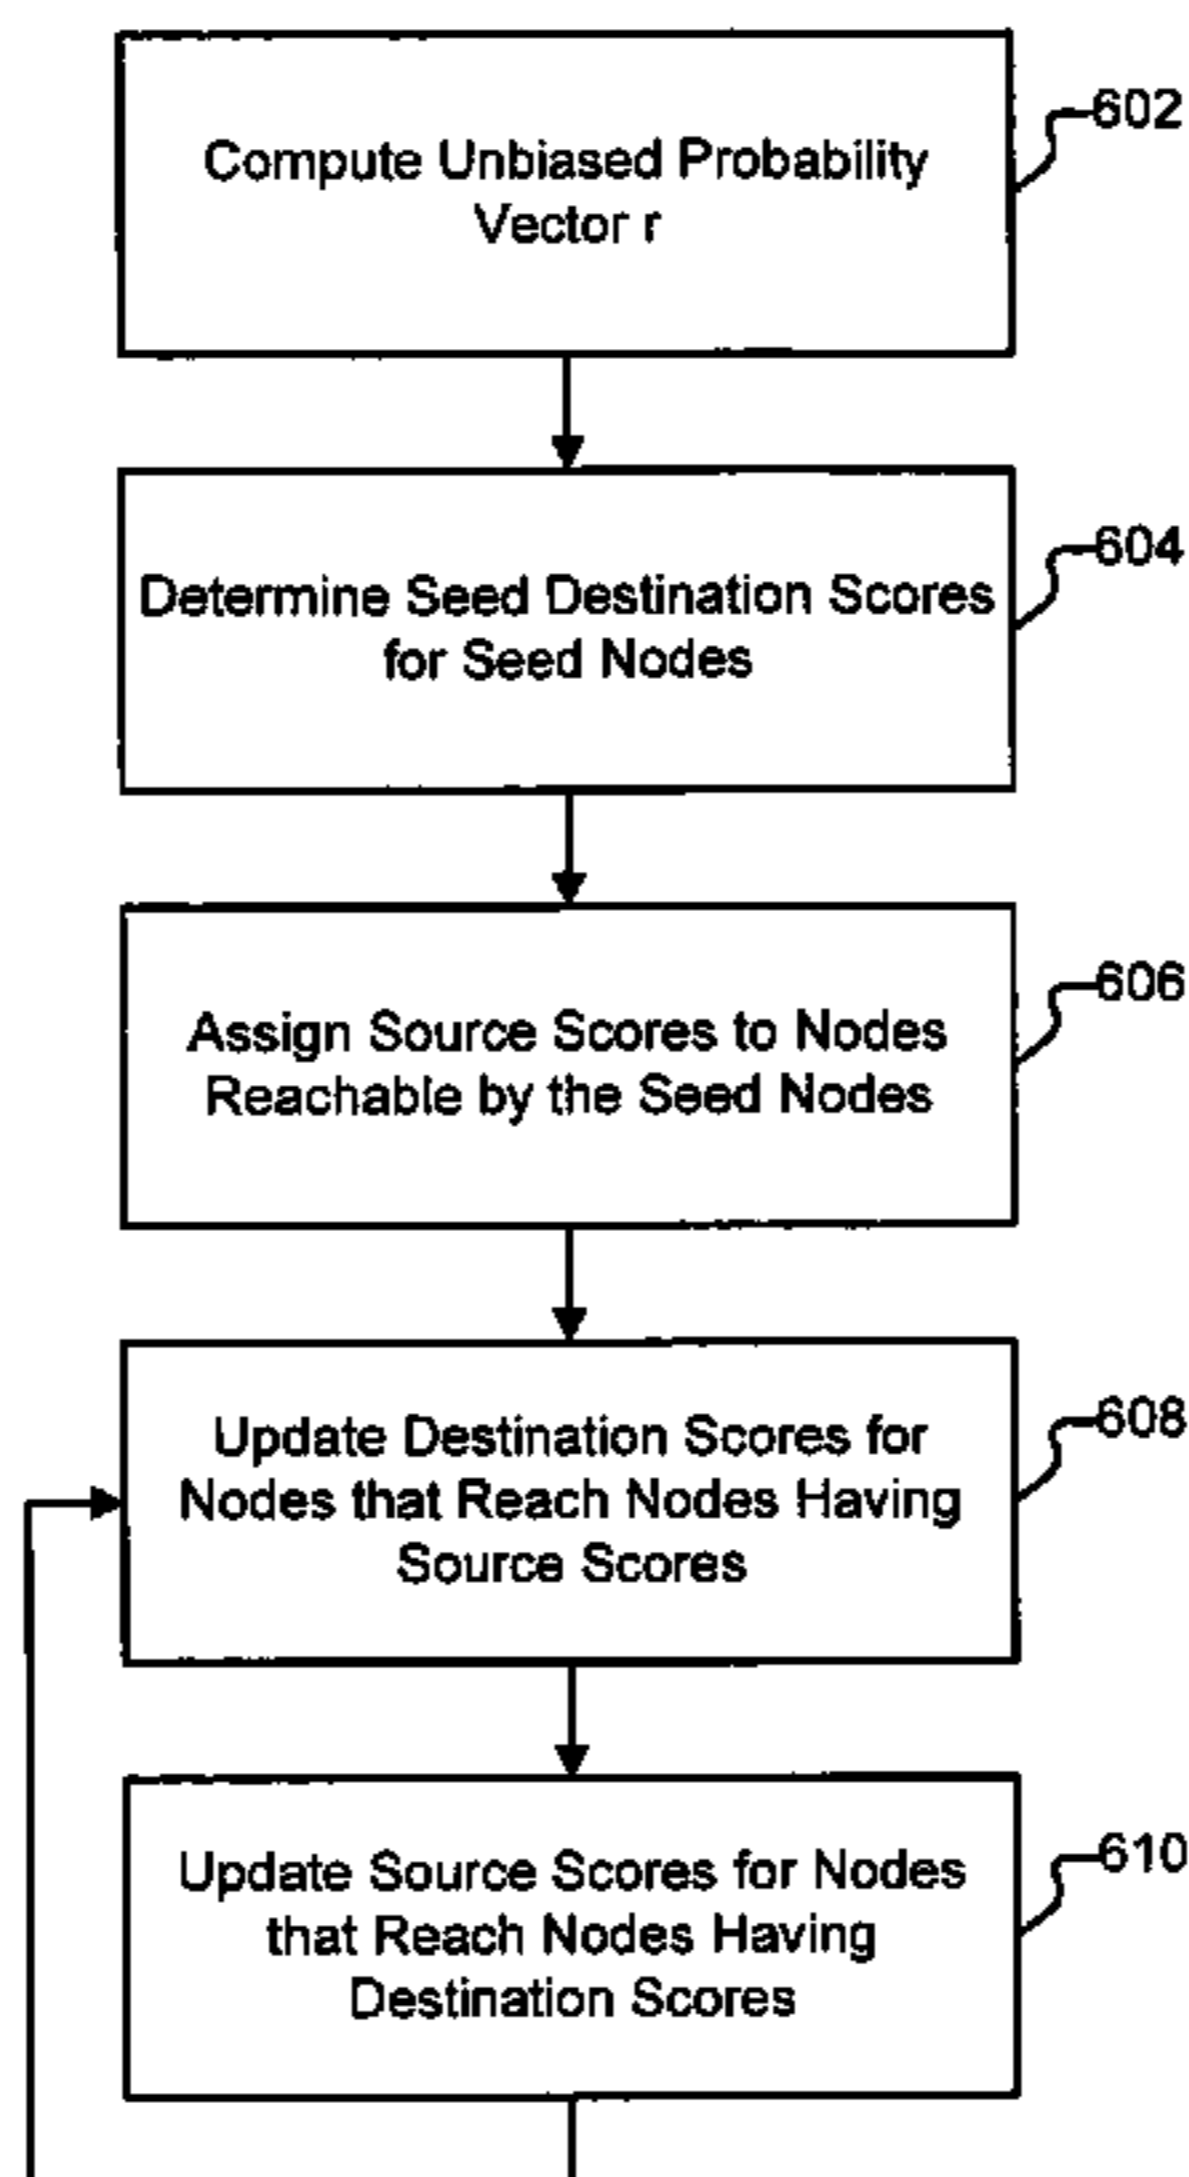 Compute Unbiased Probability
Vector r
602
Determine Seed Destination Scores
for Seed Nodes
604
Assign Source Scores to Nodes
Reachable by the Seed Nodes
606
Update Destination Scores for
Nodes that Reach Nodes Having
Source Scores
608
Update Source Scores for Nodes
that Reach Nodes Having
Destination Scores
610